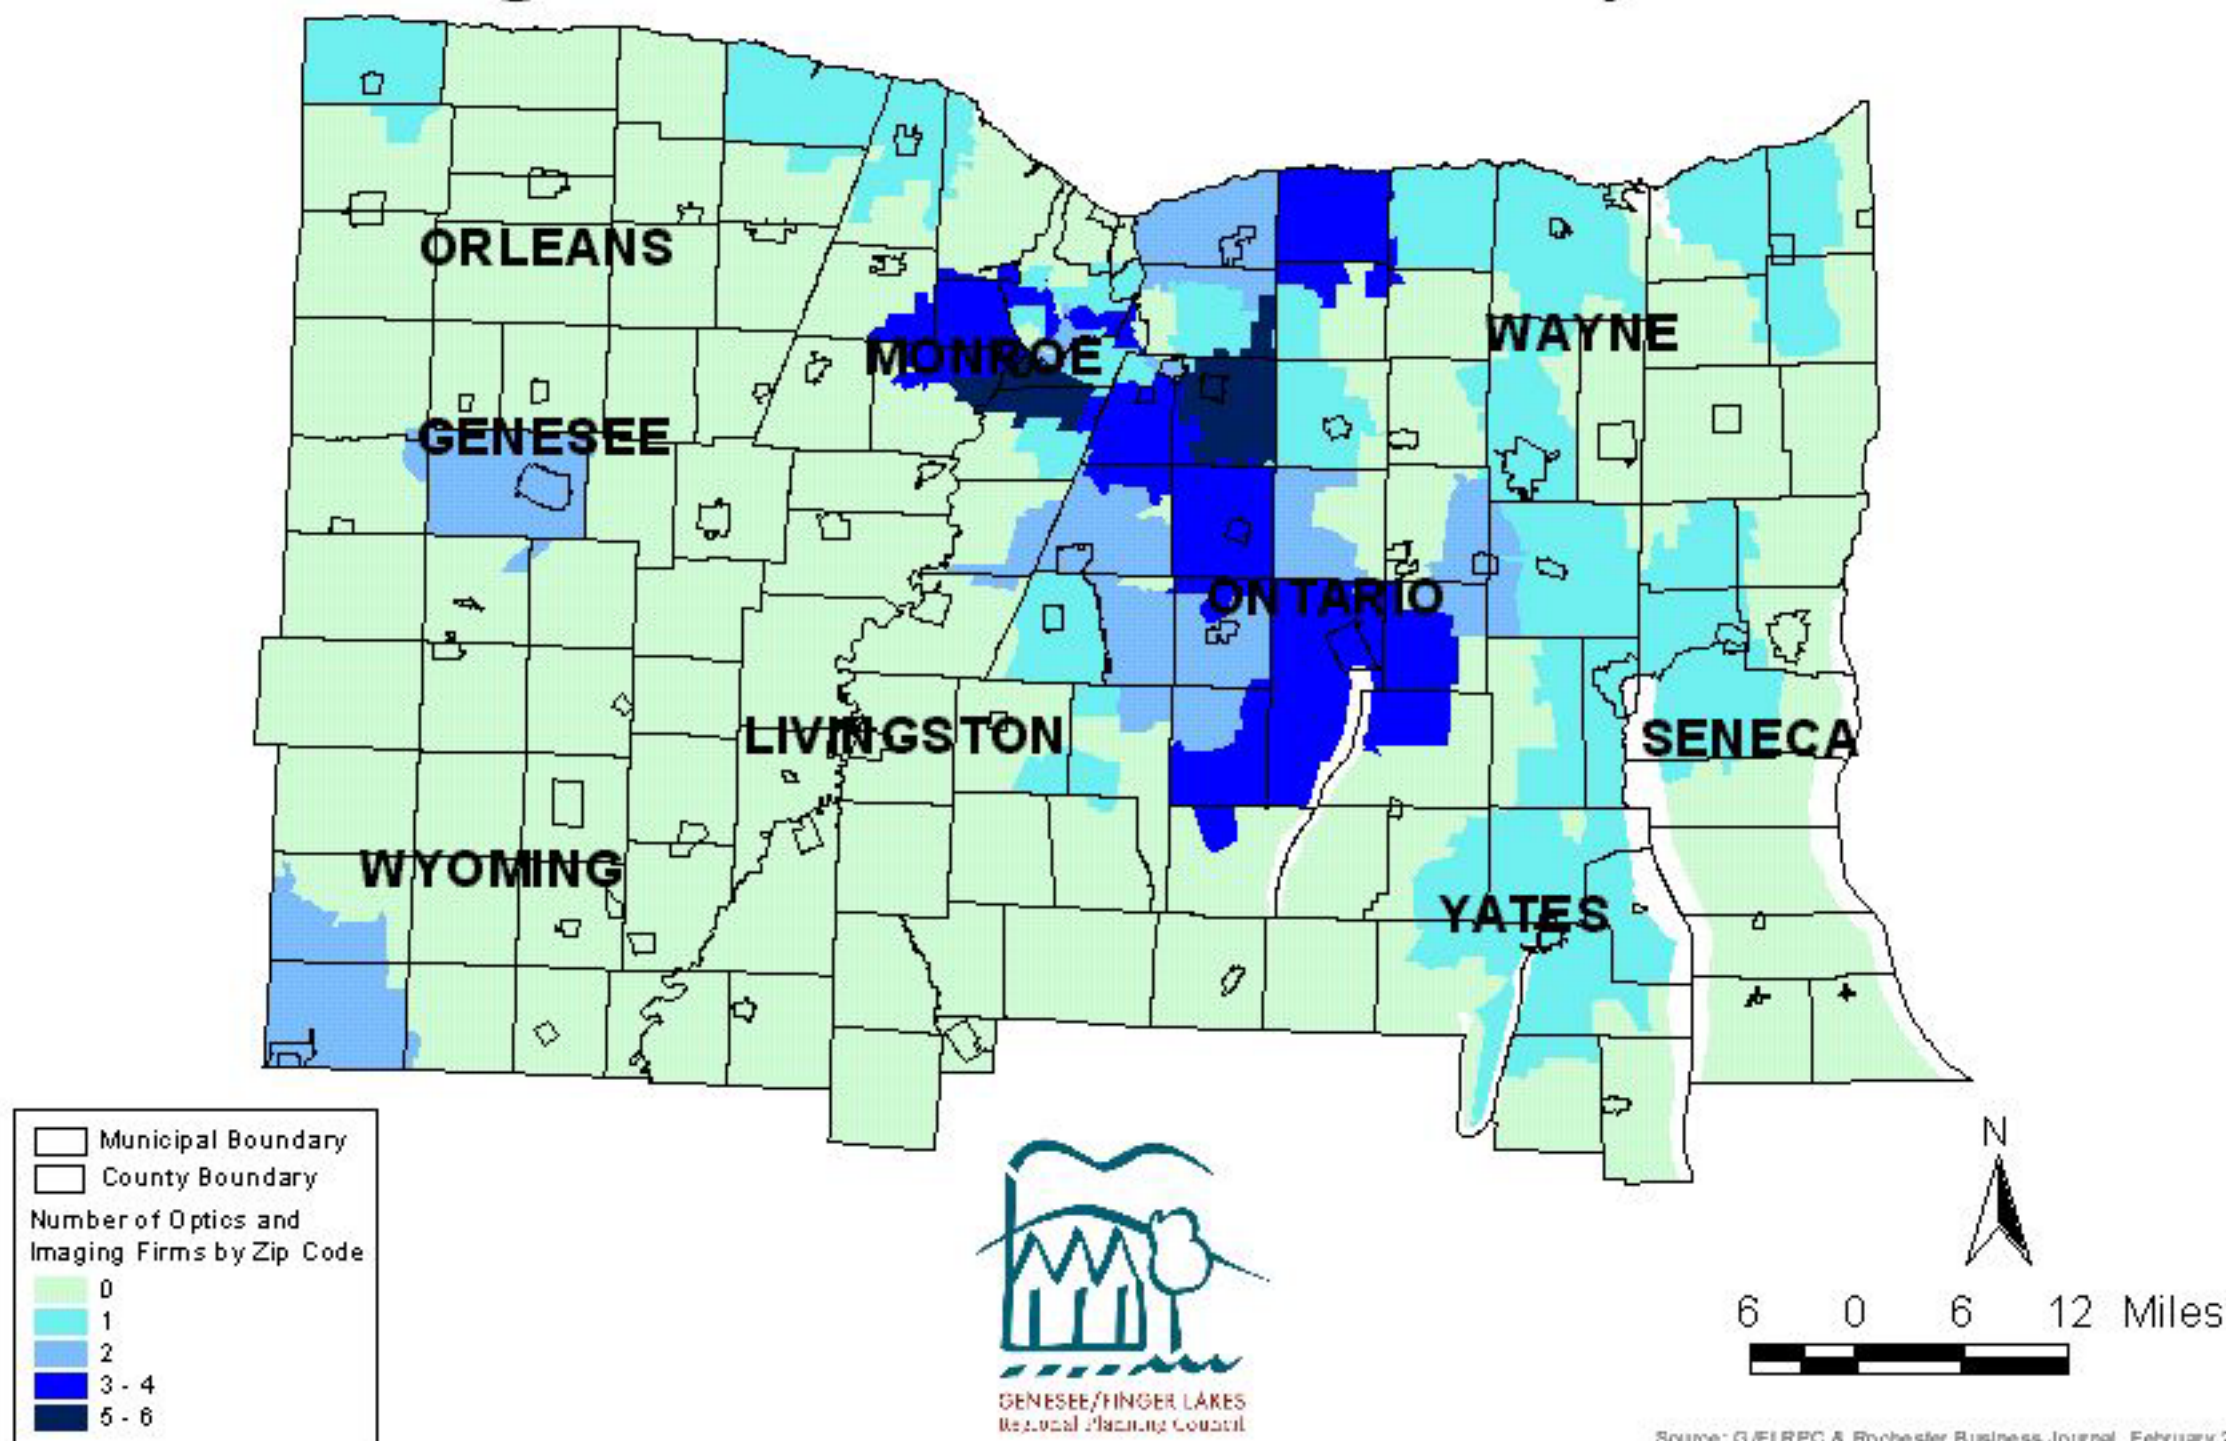 ORLEANS
MONROE
WAYNE
GENESEE
ONTARIO
LIVINGSTON
SENECA
WYOMING
YATES
Municipal Boundary
County Boundary
Number of Optics and
Imaging Firms by Zip Code
0
1
2
3 - 4
5 - 6
GENESEE/FINGER LAKES
Regional Planning Council
N
6 0 6 12 Miles
Source: G/FLRPC & Rochester Business Journal, February